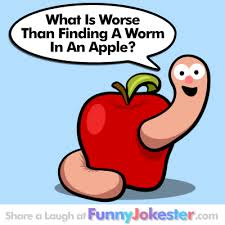 What Is Worse
Than Finding A Worm
In An Apple?
Share a Laugh at FunnyJokester.com